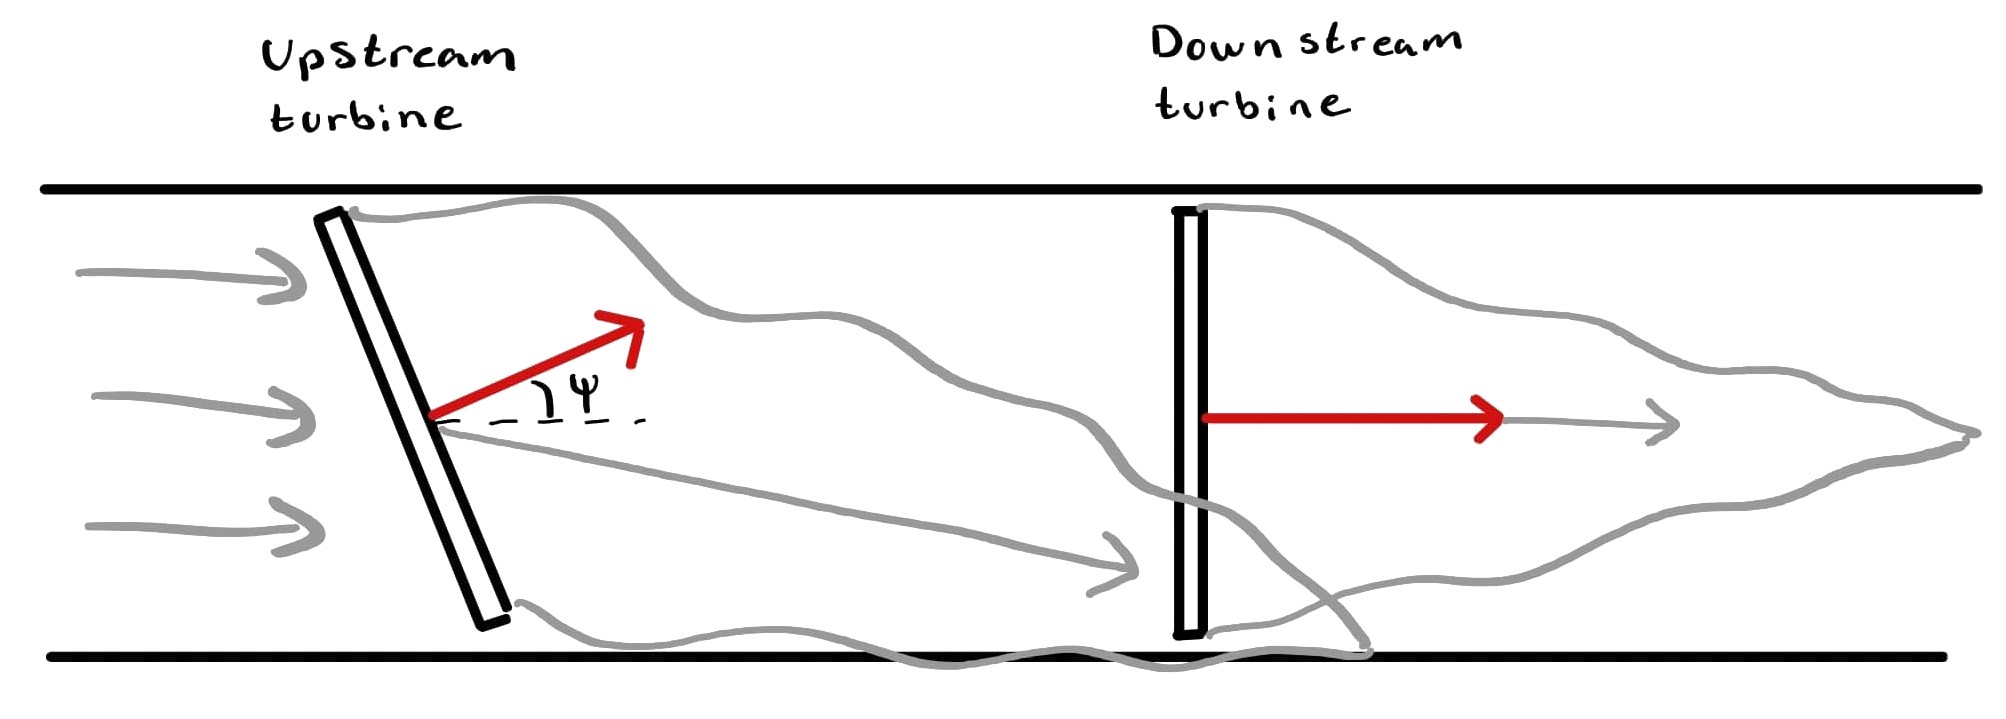 Upstream
turbine
Down stream
turbine
ψ